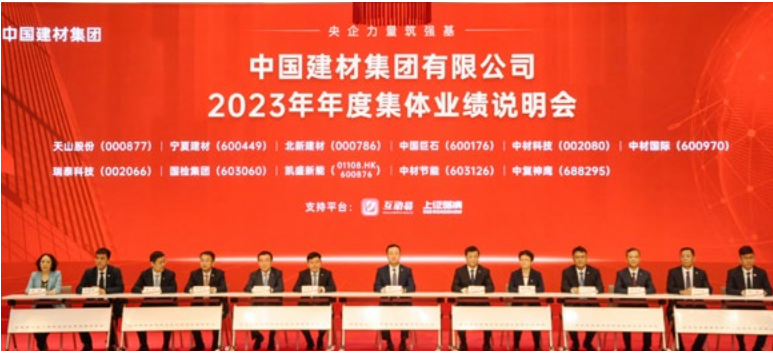 央企力量筑强基
中国建材集团
中国建材集团有限公司
2023年年度集体业绩说明会
天山股份（000877）｜宁夏建材（600449）｜北新建材（000786）｜中国巨石（600176）｜中材科技（002080）｜中材国际（600970）
瑞泰科技（002066）｜国检集团（603060）｜凯盛新能（01108.HK 600876）｜中材节能（603126）｜中复神鹰（688295）
支持平台： 互动易 上证路演